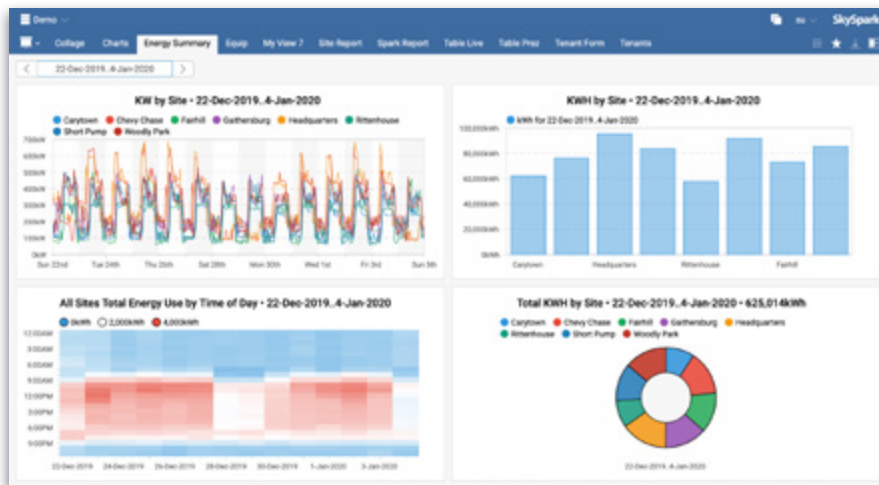 Demo
SkySpark
Collage Charts Energy Summary Equip My View 7 Site Report Spark Report Table Live Table Prez Tenant Form Tenants
22-Dec-2019..4-Jan-2020
KW by Site • 22-Dec-2019..4-Jan-2020
Carytown Chevy Chase Fairhill Gaithersburg Headquarters Rittenhouse
Short Pump Woodly Park
700kW
600kW
500kW
400kW
300kW
200kW
100kW
0kW
Sun 22nd Tue 24th Thu 26th Sat 28th Mon 30th Wed 1st Fri 3rd Sun 5th
KWH by Site • 22-Dec-2019..4-Jan-2020
kWh for 22-Dec-2019..4-Jan-2020
100,000kWh
80,000kWh
60,000kWh
40,000kWh
20,000kWh
0kWh
Carytown Headquarters Rittenhouse Fairhill
All Sites Total Energy Use by Time of Day • 22-Dec-2019..4-Jan-2020
0kWh 2,000kWh 4,000kWh
12:00AM
3:00AM
6:00AM
9:00AM
12:00PM
3:00PM
6:00PM
9:00PM
22-Dec-2019 24-Dec-2019 26-Dec-2019 28-Dec-2019 30-Dec-2019 1-Jan-2020 3-Jan-2020
Total KWH by Site • 22-Dec-2019..4-Jan-2020 • 625,014kWh
Carytown Chevy Chase Fairhill Gaithersburg Headquarters
Rittenhouse Short Pump Woodly Park
22-Dec-2019..4-Jan-2020